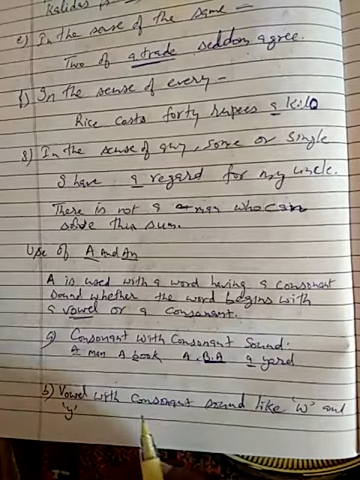 Kalidas is
e) In the sense of the same -
Two of a trade seldom agree.
f) In the sense of every -
Rice costs forty rupees a kilo
g) In the sense of any, some or single
I have a regard for my uncle.
There is not a man who can
solve this sum.
Use of A and An
A is used with a word having a consonant
sound whether the word begins with
a vowel or a consonant.
a) Consonant with Consonant Sound:
A man A book A B.A a yard
b) Vowel with consonant sound like 'w' and
'y'